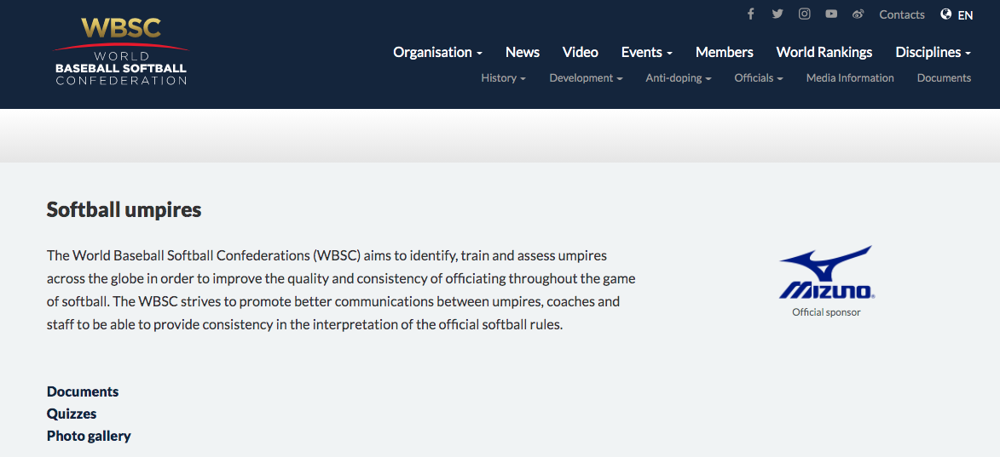 WBSC
WORLD
BASEBALL SOFTBALL
CONFEDERATION
Contacts
EN
Organisation
News
Video
Events
Members
World Rankings
Disciplines
History
Development
Anti-doping
Officials
Media Information
Documents
Softball umpires
The World Baseball Softball Confederations (WBSC) aims to identify, train and assess umpires
across the globe in order to improve the quality and consistency of officiating throughout the game
of softball. The WBSC strives to promote better communications between umpires, coaches and
staff to be able to provide consistency in the interpretation of the official softball rules.
MIZUNO®
Official sponsor
Documents
Quizzes
Photo gallery